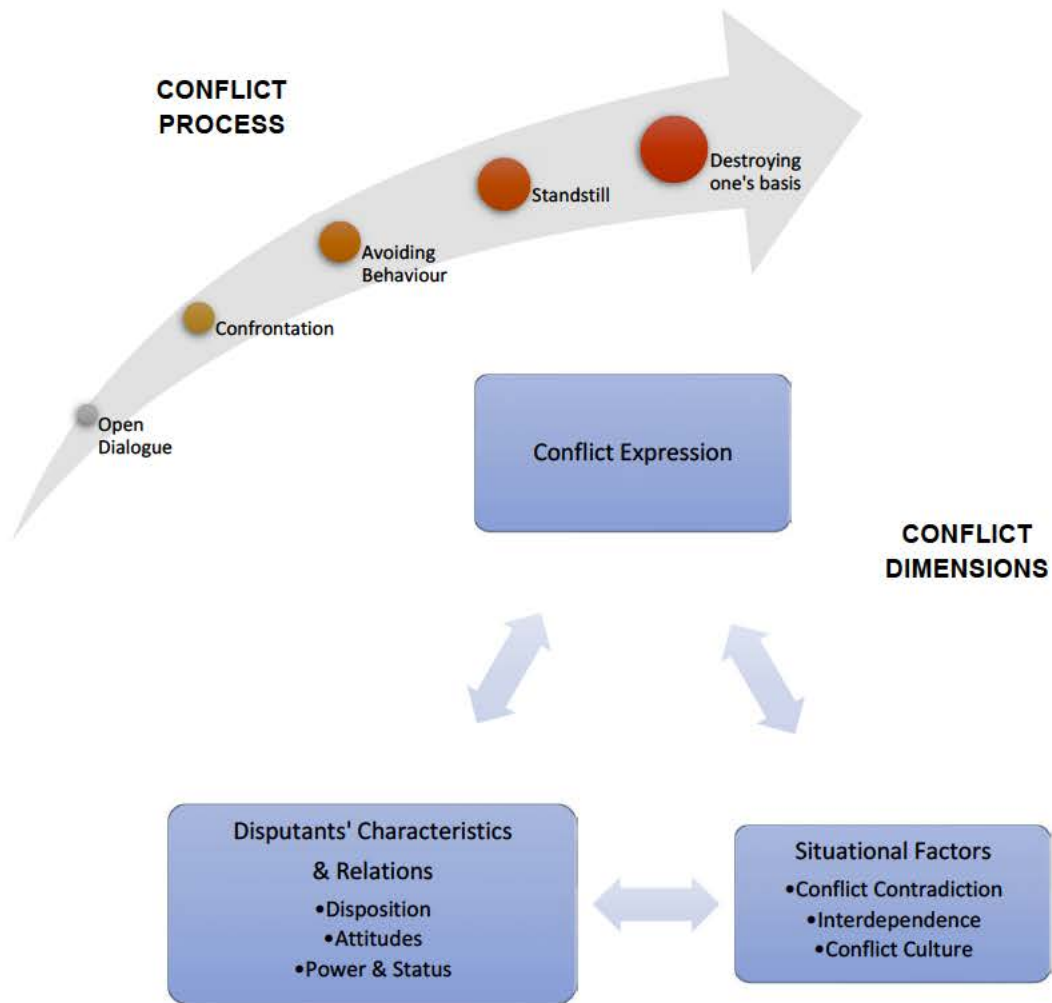 CONFLICT
PROCESS
Destroying
one's basis
Standstill
Avoiding
Behaviour
Confrontation
Open
Dialogue
Conflict Expression
CONFLICT
DIMENSIONS
Disputants' Characteristics
& Relations
•Disposition
•Attitudes
•Power & Status
Situational Factors
•Conflict Contradiction
•Interdependence
•Conflict Culture